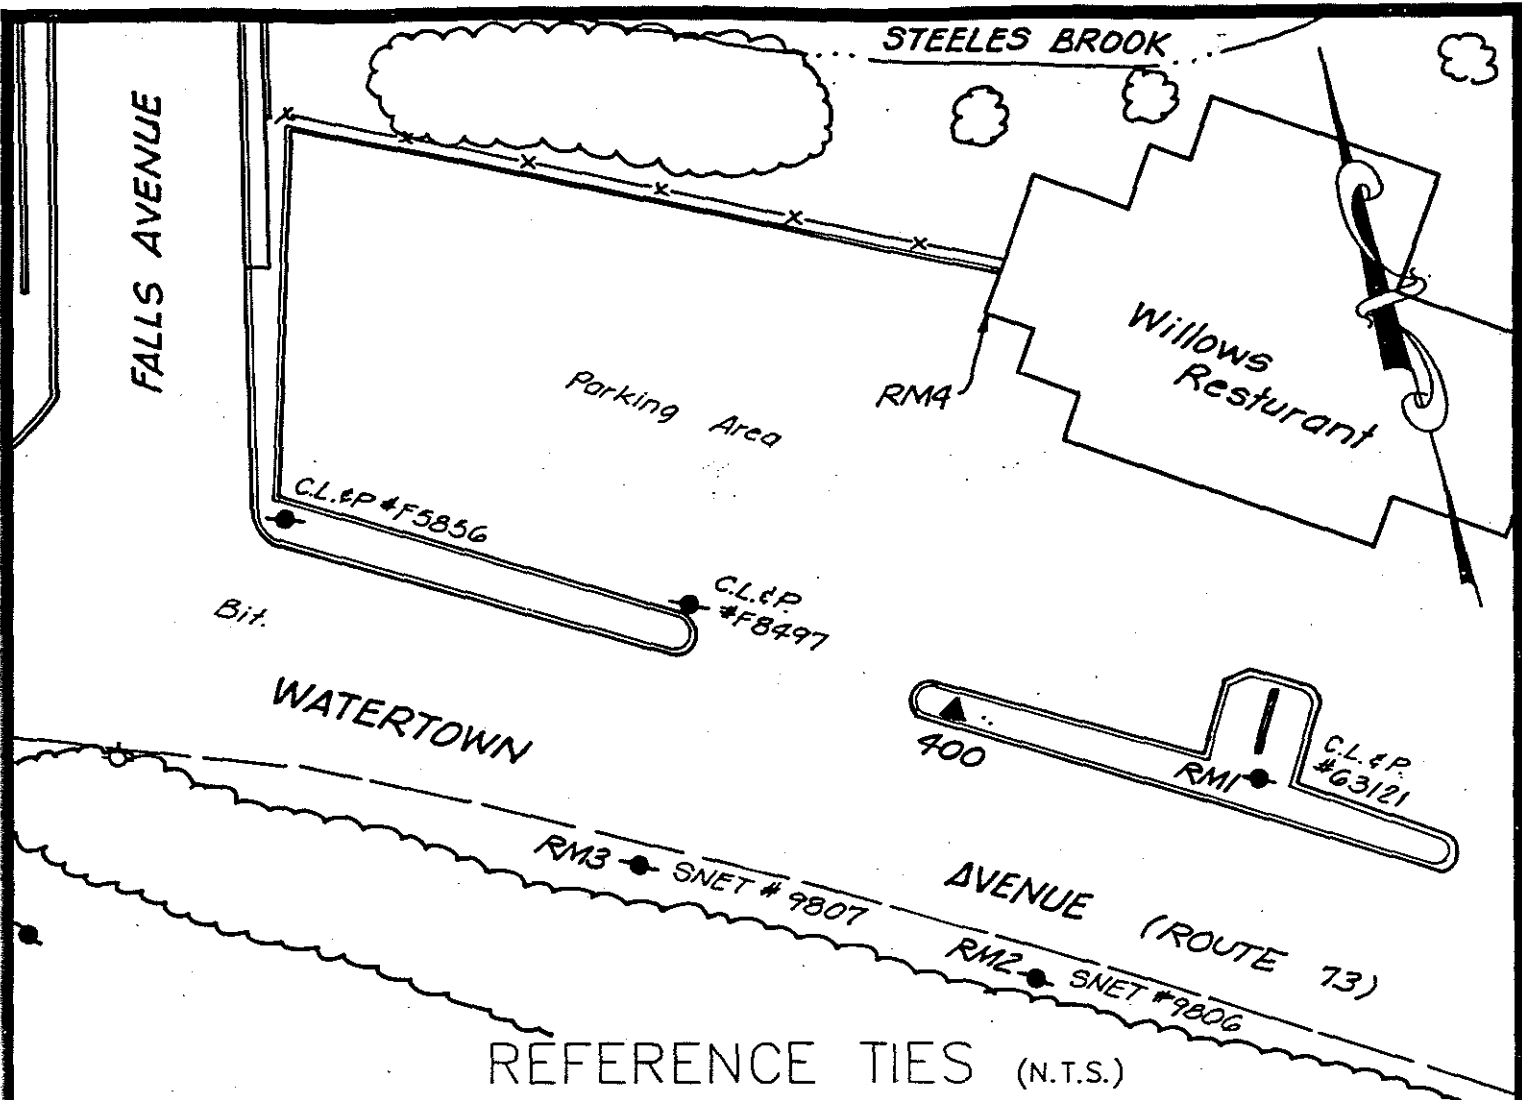 STEELES BROOK
FALLS AVENUE
Willows
Resturant
RM4
Parking Area
C.L.&P #F5856
C.L.&P.
#F8497
Bit.
WATERTOWN
400
RM1
C.L.&P.
#63121
RM3
SNET #9807
AVENUE (ROUTE 73)
RM2
SNET #9806
REFERENCE TIES (N.T.S.)